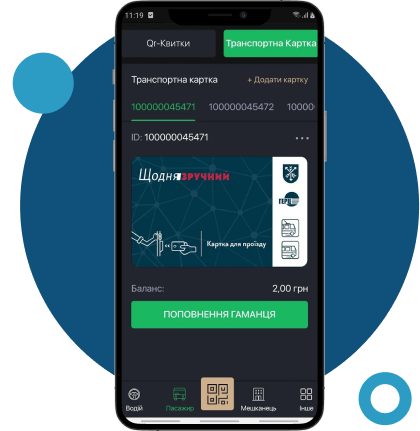 11:19
Qr-Квитки
Транспортна Картка
Транспортна картка
+ Додати картку
100000045471
100000045472
10000
ID: 100000045471
Щодня зручний
Картка для проїзду
Баланс:
2,00 грн
ПОПОВНЕННЯ ГАМАНЦЯ
Водій
Пасажир
Мешканець
Інше